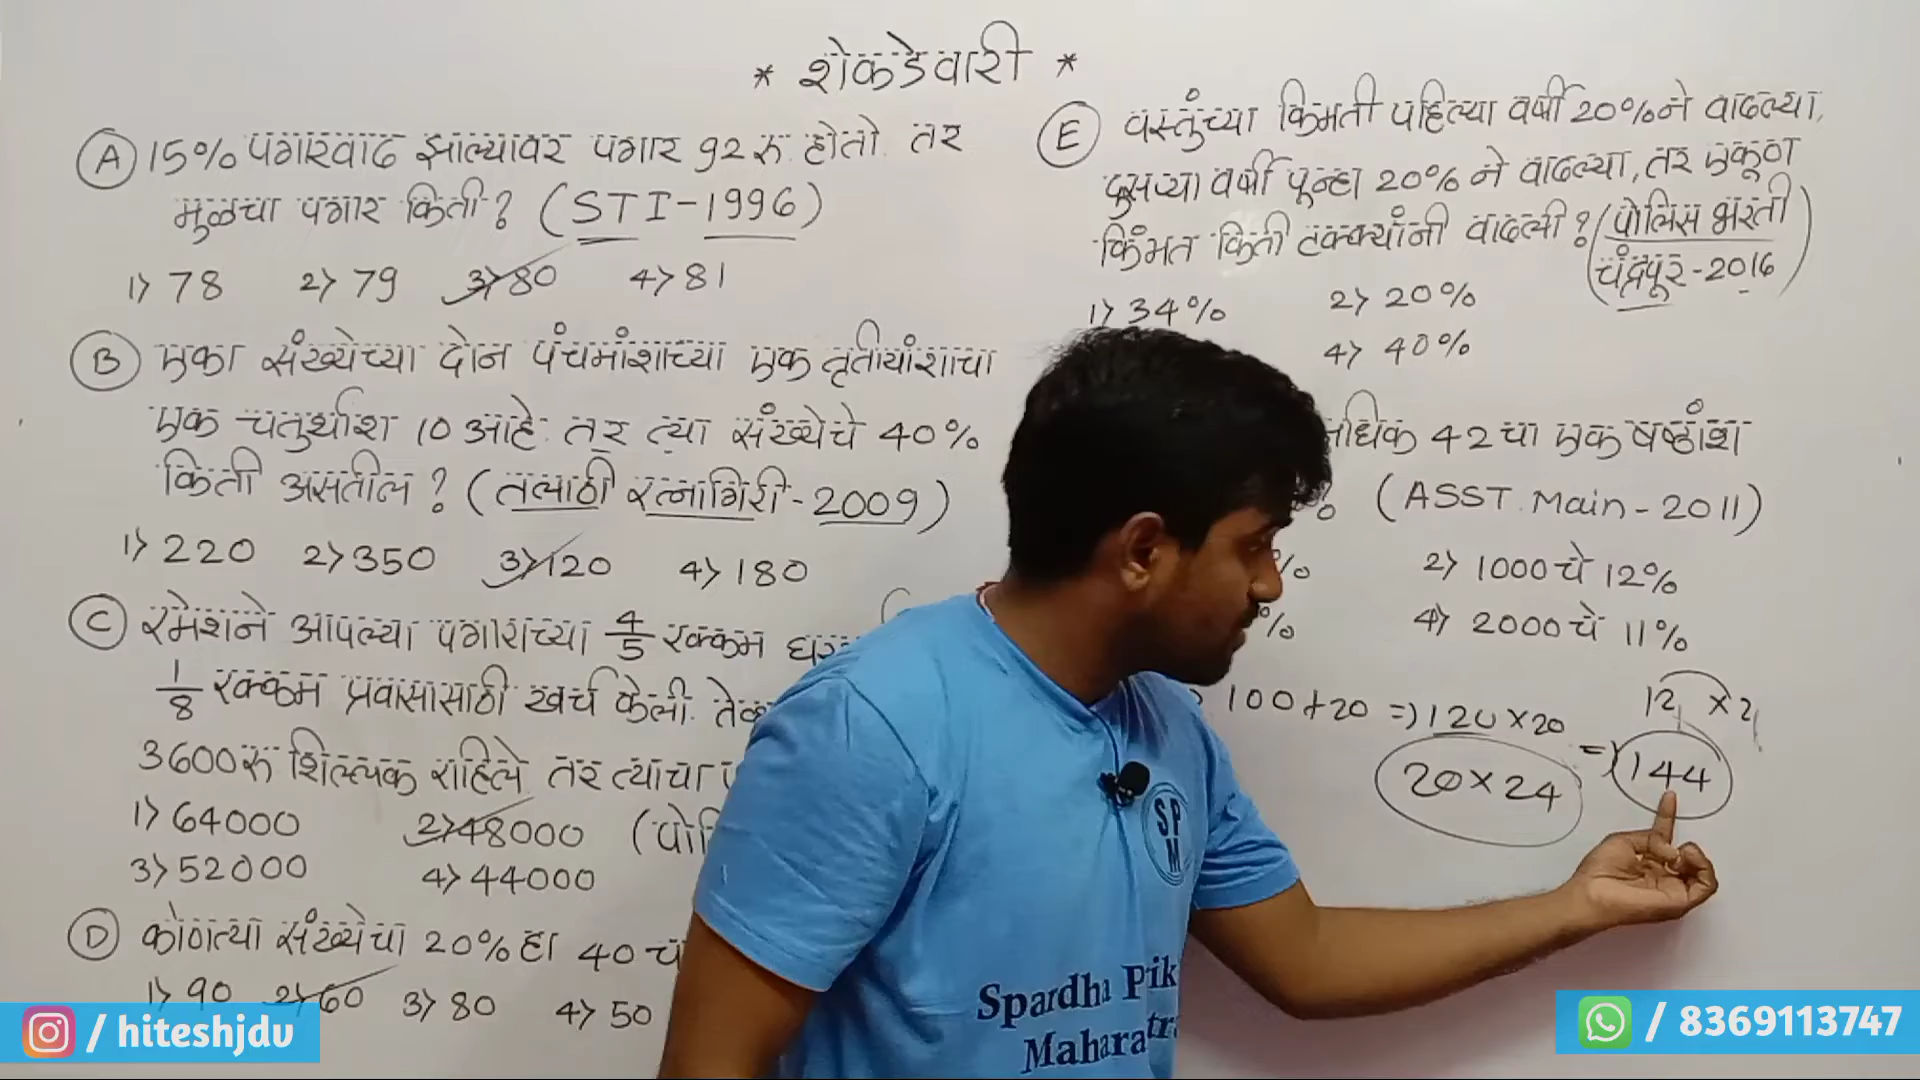 * शेकडेवारी *
(A) 15% पगारवाढ झाल्यावर पगार 92 रु. होतो. तर
मुळचा पगार किती? (STI-1996)
1) 78 2) 79 3) 80 4) 81
(B) एका संख्येच्या दोन पंचमांशाच्या एक तृतीयांशाचा
एक चतुर्थांश 10 आहे. तर त्या संख्येचे 40%
किती असतील? (तलाठी रत्नागिरी-2009)
1) 220 2) 350 3) 120 4) 180
(C) रमेशने आपल्या पगाराच्या 4/5 रक्कम
1/8 रक्कम प्रवासासाठी खर्च केली.
3600 रु शिल्लक राहिले तर त्याचा
1) 64000 2) 48000
3) 52000 4) 44000
(D) कोणत्या संख्येचा 20% हा 40
1) 90 2) 60 3) 80 4) 50
(E) वस्तुंच्या किमती पहिल्या वर्षी 20% ने वाढल्या,
दुसऱ्या वर्षी पून्हा 20% ने वाढल्या, तर एकूण
किंमत किती टक्क्यांनी वाढली? (पोलिस भरती
चंद्रपूर-2016)
1) 34% 2) 20%
4) 40%
42 चा एक षष्ठांश
(ASST. Main-2011)
2) 1000 चे 12%
4) 2000 चे 11%
100+20 => 120×20
20×24
=> 144
SP
M
Spardha Pik
Mahara
/ hiteshjdu
/ 8369113747